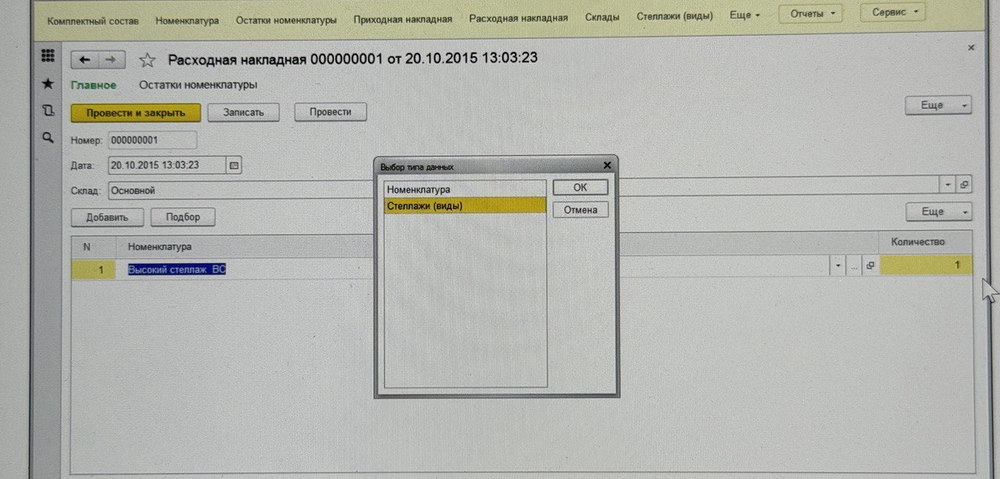 Комплектный состав Номенклатура Остатки номенклатуры Приходная накладная Расходная накладная Склады Стеллажи (виды) Еще Отчеты Сервис
Расходная накладная 000000001 от 20.10.2015 13:03:23
Главное Остатки номенклатуры
Провести и закрыть Записать Провести Еще
Номер: 000000001
Дата: 20.10.2015 13:03:23
Склад: Основной
Добавить Подбор Еще
N Номенклатура Количество
1 Высокий стеллаж ВС ... 1
Выбор типа данных
Номенклатура
Стеллажи (виды)
ОК
Отмена